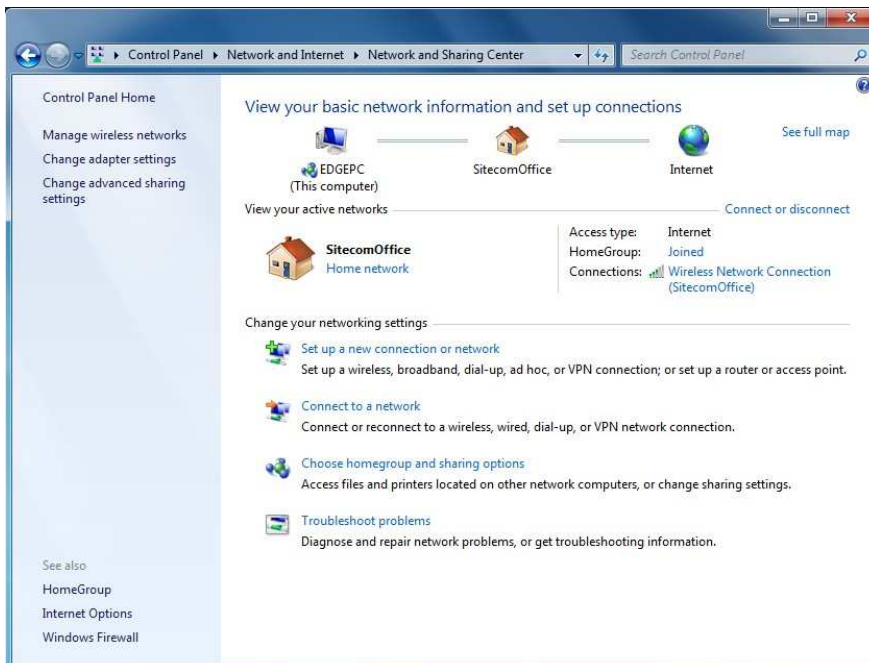 Control Panel Network and Internet Network and Sharing Center Search Control Panel
Control Panel Home
Manage wireless networks
Change adapter settings
Change advanced sharing
settings
See also
HomeGroup
Internet Options
Windows Firewall
View your basic network information and set up connections
See full map
EDGEPC SitecomOffice Internet
(This computer)
View your active networks Connect or disconnect
SitecomOffice
Home network
Access type: Internet
HomeGroup: Joined
Connections: Wireless Network Connection
(SitecomOffice)
Change your networking settings
Set up a new connection or network
Set up a wireless, broadband, dial-up, ad hoc, or VPN connection; or set up a router or access point.
Connect to a network
Connect or reconnect to a wireless, wired, dial-up, or VPN network connection.
Choose homegroup and sharing options
Access files and printers located on other network computers, or change sharing settings.
Troubleshoot problems
Diagnose and repair network problems, or get troubleshooting information.